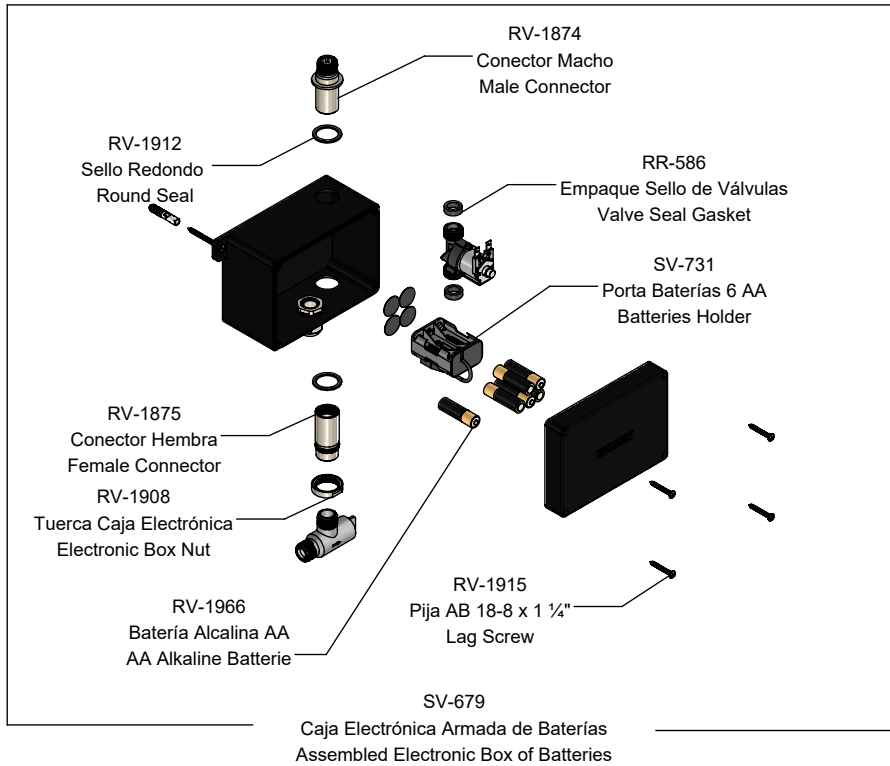 RV-1874
Conector Macho
Male Connector
RV-1912
Sello Redondo
Round Seal
RR-586
Empaque Sello de Válvulas
Valve Seal Gasket
SV-731
Porta Baterías 6 AA
Batteries Holder
RV-1875
Conector Hembra
Female Connector
RV-1908
Tuerca Caja Electrónica
Electronic Box Nut
RV-1966
Batería Alcalina AA
AA Alkaline Batterie
RV-1915
Pija AB 18-8 x 1 ¼"
Lag Screw
SV-679
Caja Electrónica Armada de Baterías
Assembled Electronic Box of Batteries